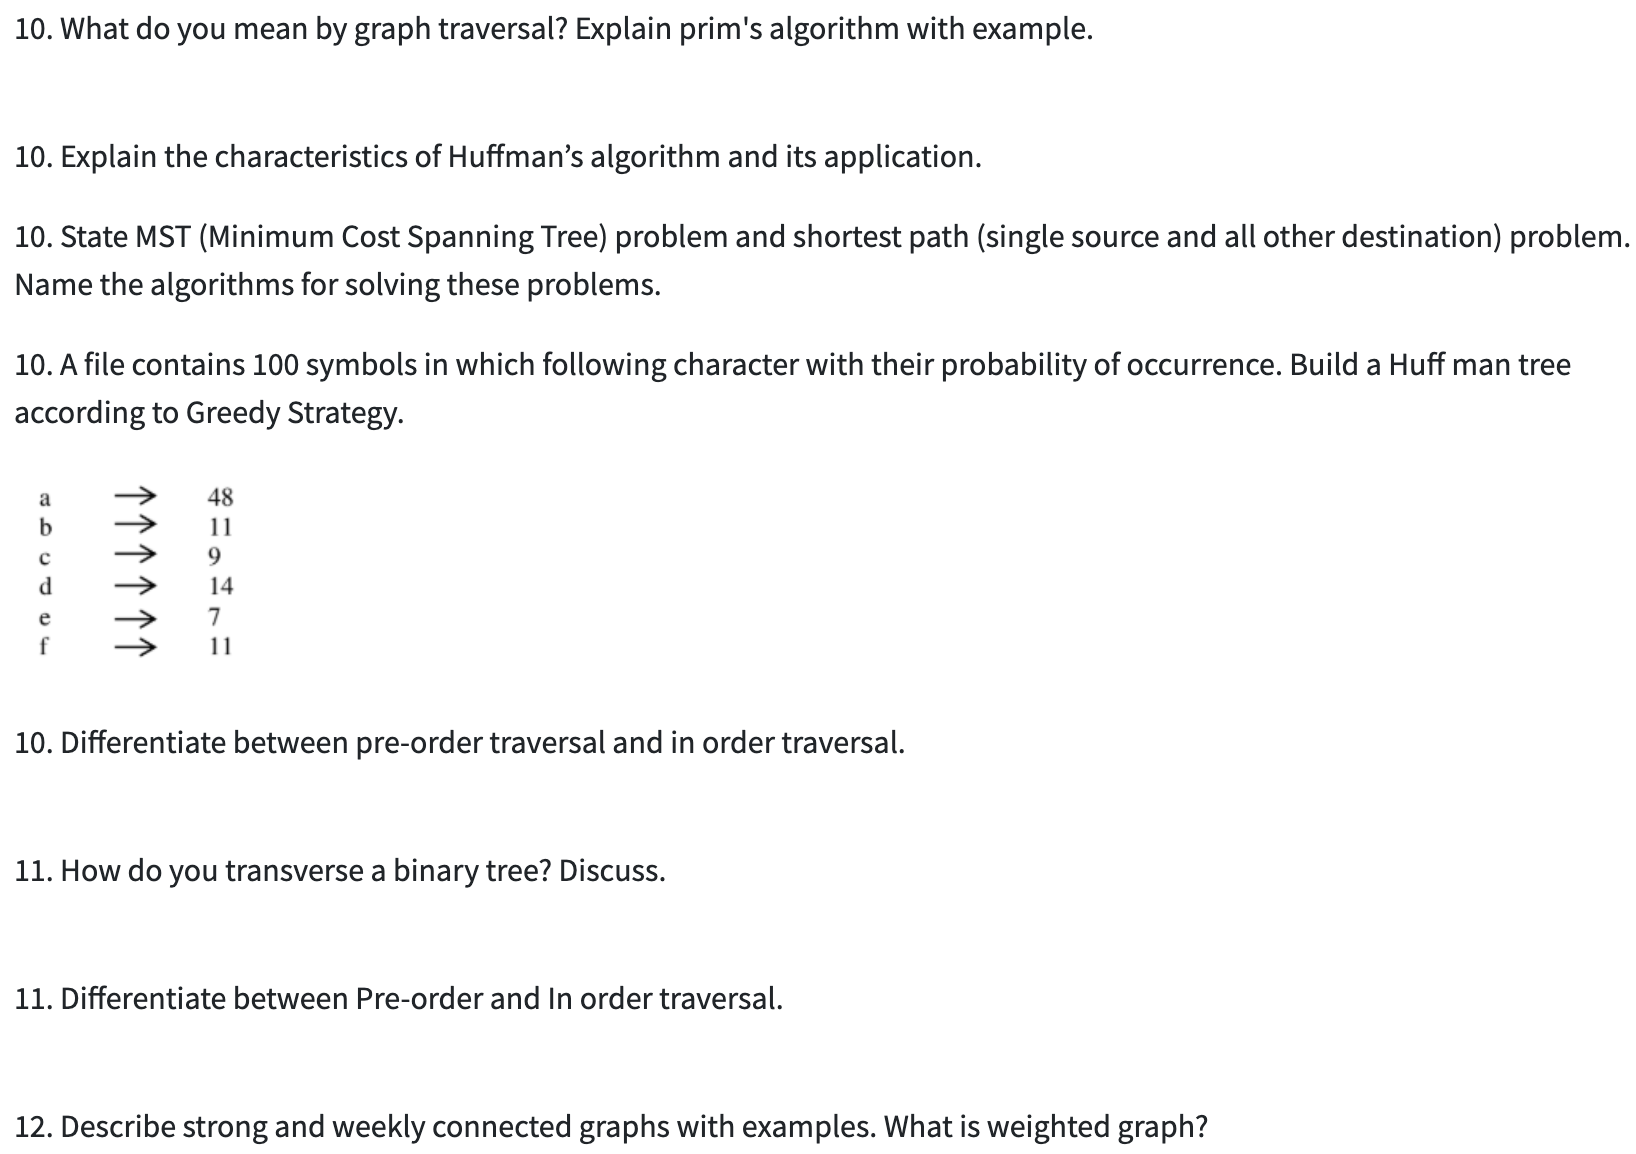 10. What do you mean by graph traversal? Explain prim's algorithm with example.
10. Explain the characteristics of Huffman’s algorithm and its application.
10. State MST (Minimum Cost Spanning Tree) problem and shortest path (single source and all other destination) problem.
Name the algorithms for solving these problems.
10. A file contains 100 symbols in which following character with their probability of occurrence. Build a Huff man tree
according to Greedy Strategy.
a → 48
b → 11
c → 9
d → 14
e → 7
f → 11
10. Differentiate between pre-order traversal and in order traversal.
11. How do you transverse a binary tree? Discuss.
11. Differentiate between Pre-order and In order traversal.
12. Describe strong and weekly connected graphs with examples. What is weighted graph?